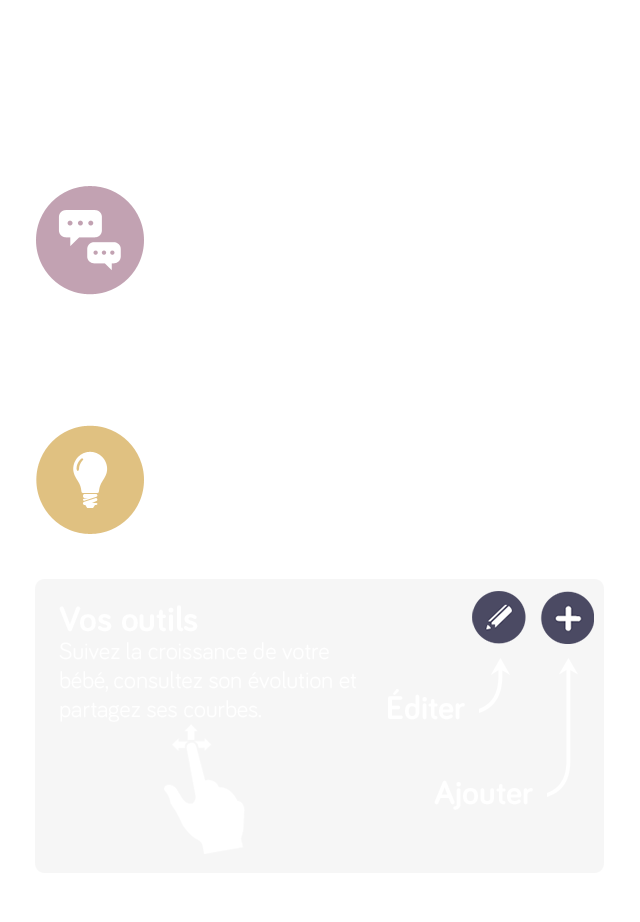 Vos outils
Suivez la croissance de votre
bébé, consultez son évolution et
partagez ses courbes.
Éditer
Ajouter